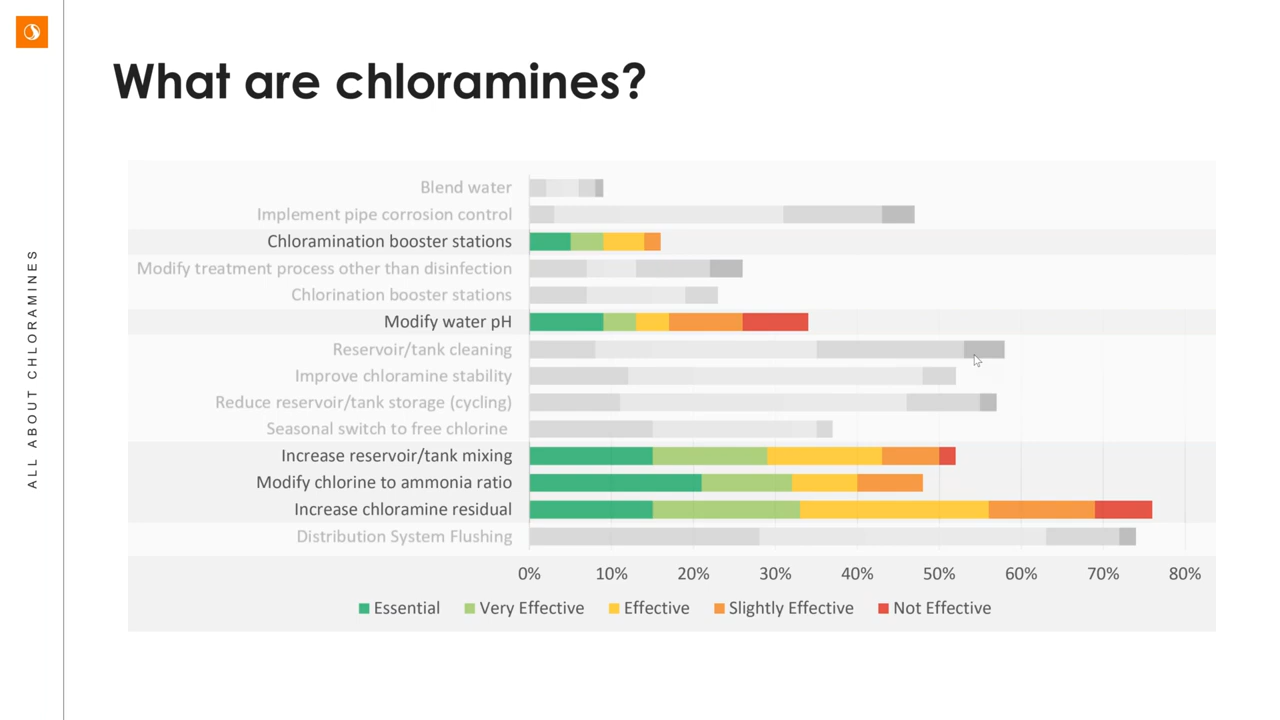 What are chloramines?
ALL ABOUT CHLORAMINES
Blend water
Implement pipe corrosion control
Chloramination booster stations
Modify treatment process other than disinfection
Chlorination booster stations
Modify water pH
Reservoir/tank cleaning
Improve chloramine stability
Reduce reservoir/tank storage (cycling)
Seasonal switch to free chlorine
Increase reservoir/tank mixing
Modify chlorine to ammonia ratio
Increase chloramine residual
Distribution System Flushing
0% 10% 20% 30% 40% 50% 60% 70% 80%
Essential Very Effective Effective Slightly Effective Not Effective